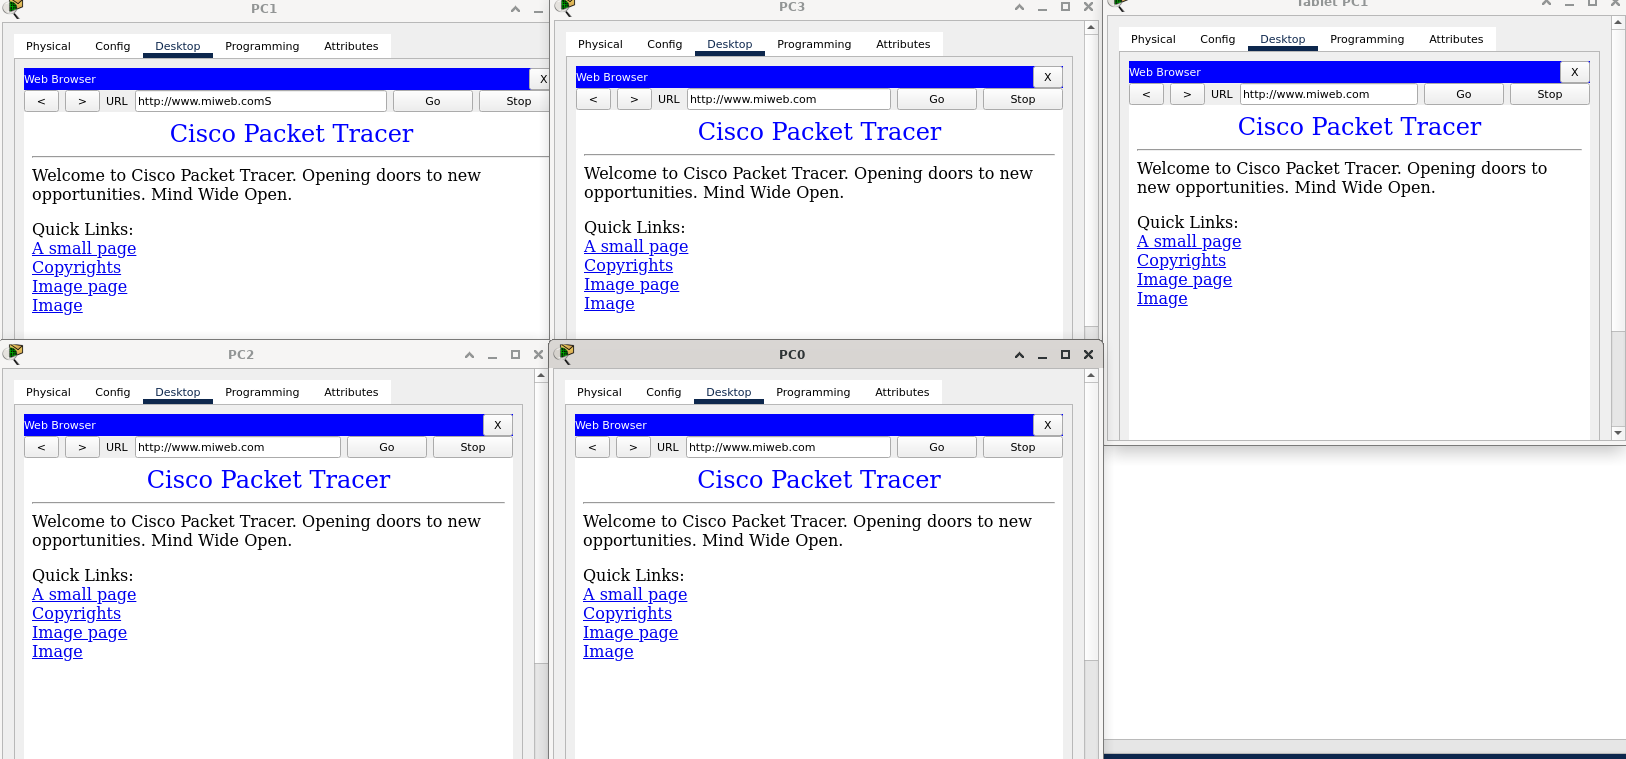 PC1
Physical Config Desktop Programming Attributes
Web Browser X
< > URL http://www.miweb.comS Go Stop
Cisco Packet Tracer
Welcome to Cisco Packet Tracer. Opening doors to new
opportunities. Mind Wide Open.
Quick Links:
A small page
Copyrights
Image page
Image
PC3
Physical Config Desktop Programming Attributes
Web Browser X
< > URL http://www.miweb.com Go Stop
Cisco Packet Tracer
Welcome to Cisco Packet Tracer. Opening doors to new
opportunities. Mind Wide Open.
Quick Links:
A small page
Copyrights
Image page
Image
Tablet PC1
Physical Config Desktop Programming Attributes
Web Browser X
< > URL http://www.miweb.com Go Stop
Cisco Packet Tracer
Welcome to Cisco Packet Tracer. Opening doors to
new opportunities. Mind Wide Open.
Quick Links:
A small page
Copyrights
Image page
Image
PC2
Physical Config Desktop Programming Attributes
Web Browser X
< > URL http://www.miweb.com Go Stop
Cisco Packet Tracer
Welcome to Cisco Packet Tracer. Opening doors to new
opportunities. Mind Wide Open.
Quick Links:
A small page
Copyrights
Image page
Image
PC0
Physical Config Desktop Programming Attributes
Web Browser X
< > URL http://www.miweb.com Go Stop
Cisco Packet Tracer
Welcome to Cisco Packet Tracer. Opening doors to new
opportunities. Mind Wide Open.
Quick Links:
A small page
Copyrights
Image page
Image